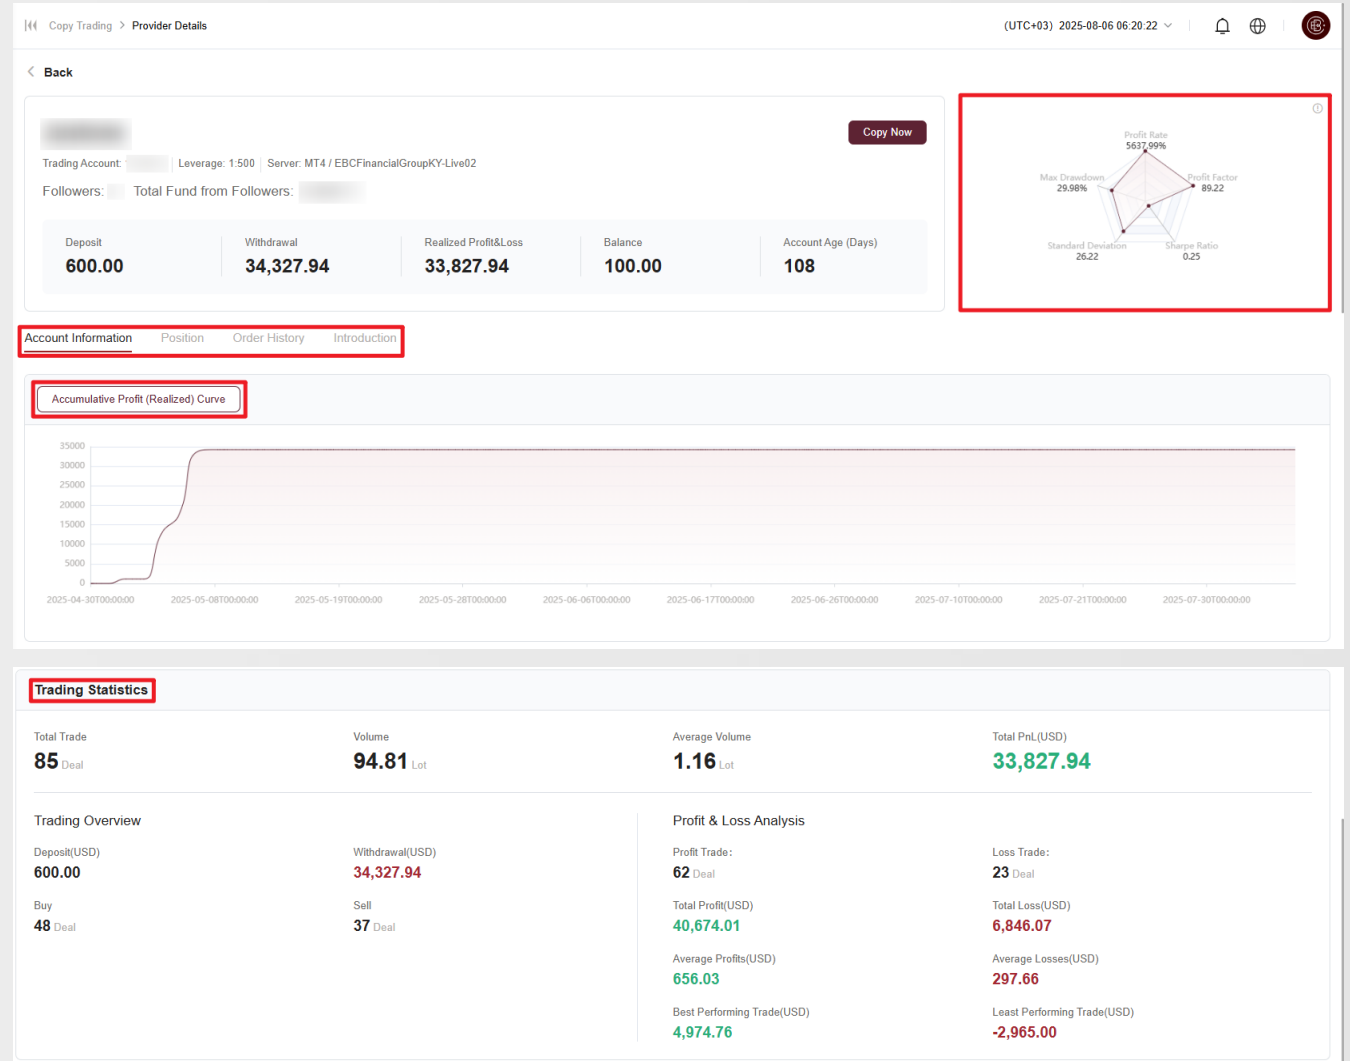 Copy Trading > Provider Details
(UTC+03) 2025-08-06 06:20:22
Back
Copy Now
Trading Account:
Leverage: 1:500
Server: MT4 / EBCFinancialGroupKY-Live02
Followers:
Total Fund from Followers:
Deposit
600.00
Withdrawal
34,327.94
Realized Profit&Loss
33,827.94
Balance
100.00
Account Age (Days)
108
Profit Rate
5637.99%
Max Drawdown
29.98%
Profit Factor
89.22
Standard Deviation
26.22
Sharpe Ratio
0.25
Account Information
Position
Order History
Introduction
Accumulative Profit (Realized) Curve
35000
30000
25000
20000
15000
10000
5000
0
2025-04-30T00:00:00
2025-05-08T00:00:00
2025-05-19T00:00:00
2025-05-28T00:00:00
2025-06-06T00:00:00
2025-06-17T00:00:00
2025-06-26T00:00:00
2025-07-10T00:00:00
2025-07-21T00:00:00
2025-07-30T00:00:00
Trading Statistics
Total Trade
85 Deal
Volume
94.81 Lot
Average Volume
1.16 Lot
Total PnL(USD)
33,827.94
Trading Overview
Deposit(USD)
600.00
Withdrawal(USD)
34,327.94
Buy
48 Deal
Sell
37 Deal
Profit & Loss Analysis
Profit Trade:
62 Deal
Loss Trade:
23 Deal
Total Profit(USD)
40,674.01
Total Loss(USD)
6,846.07
Average Profits(USD)
656.03
Average Losses(USD)
297.66
Best Performing Trade(USD)
4,974.76
Least Performing Trade(USD)
-2,965.00